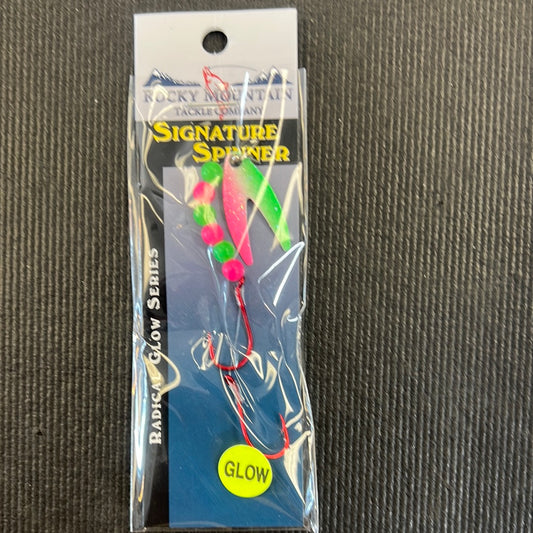 ROCKY MOUNTAIN
TACKLE COMPANY
SIGNATURE
SPINNER
RADICAL GLOW SERIES
GLOW